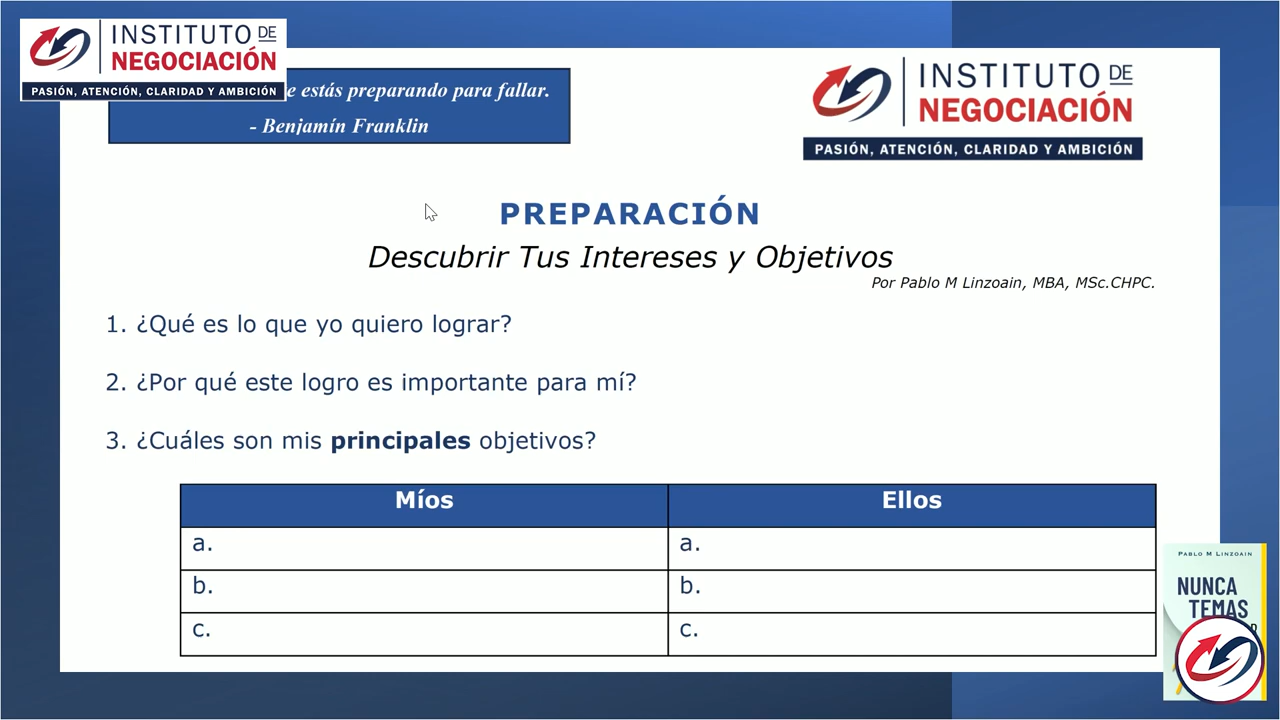 INSTITUTO DE
NEGOCIACIÓN
PASIÓN, ATENCIÓN, CLARIDAD Y AMBICIÓN
estás preparando para fallar.
- Benjamín Franklin
INSTITUTO DE
NEGOCIACIÓN
PASIÓN, ATENCIÓN, CLARIDAD Y AMBICIÓN
PREPARACIÓN
Descubrir Tus Intereses y Objetivos
Por Pablo M Linzoain, MBA, MSc.CHPC.
1. ¿Qué es lo que yo quiero lograr?
2. ¿Por qué este logro es importante para mí?
3. ¿Cuáles son mis principales objetivos?
Míos Ellos
a. a.
b. b.
c. c.
PABLO M LINZOAIN
NUNCA
TEMAS